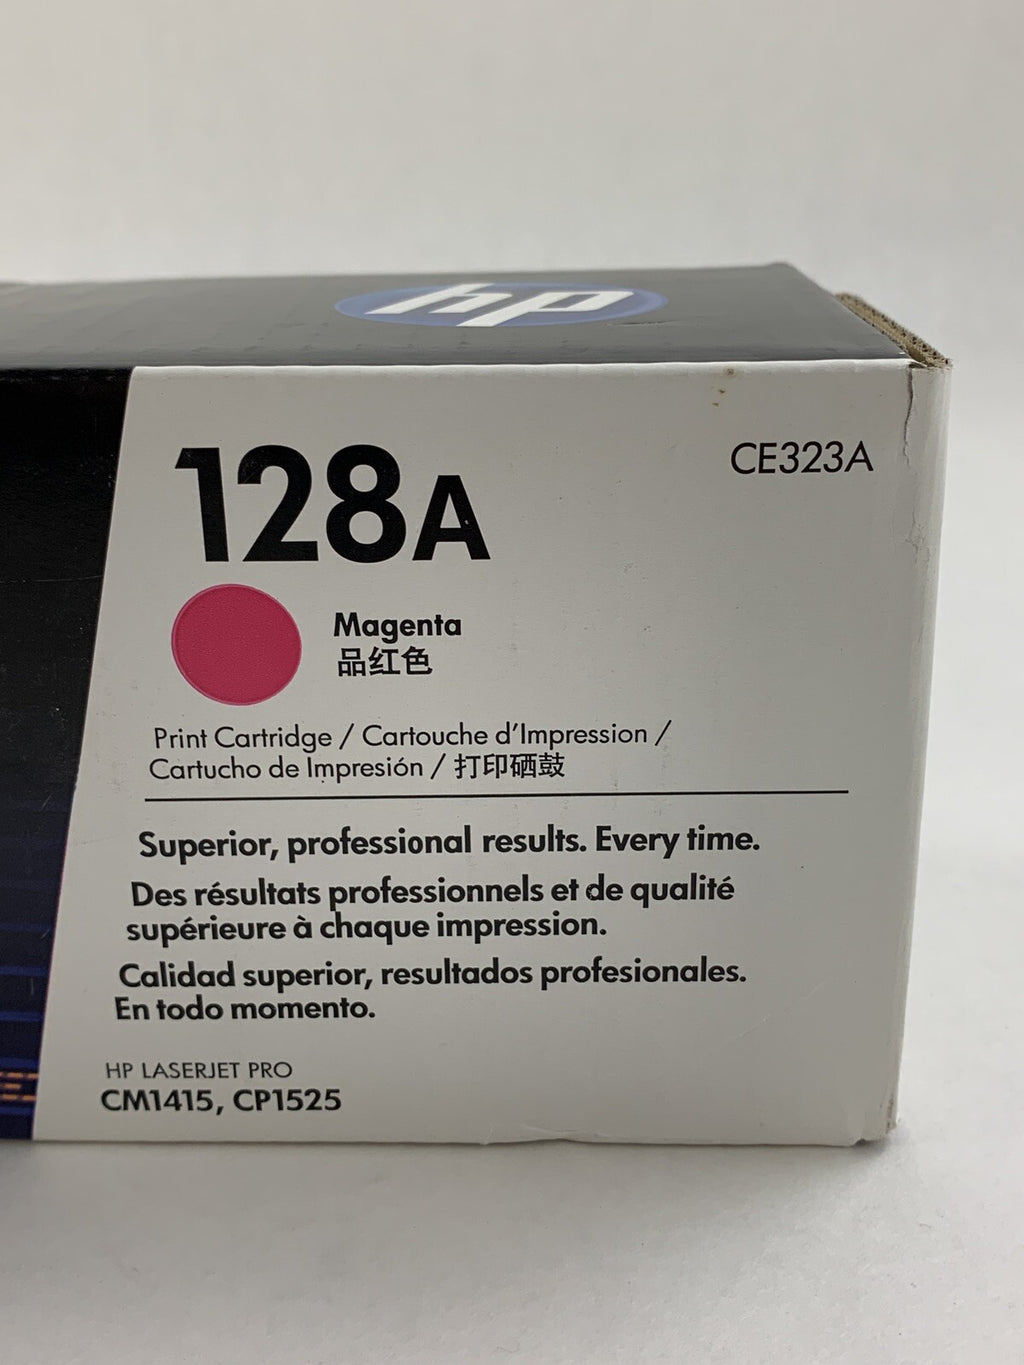 hp
128A
CE323A
Magenta
品红色
Print Cartridge / Cartouche d'Impression /
Cartucho de Impresión / 打印硒鼓
Superior, professional results. Every time.
Des résultats professionnels et de qualité
supérieure à chaque impression.
Calidad superior, resultados profesionales.
En todo momento.
HP LASERJET PRO
CM1415, CP1525